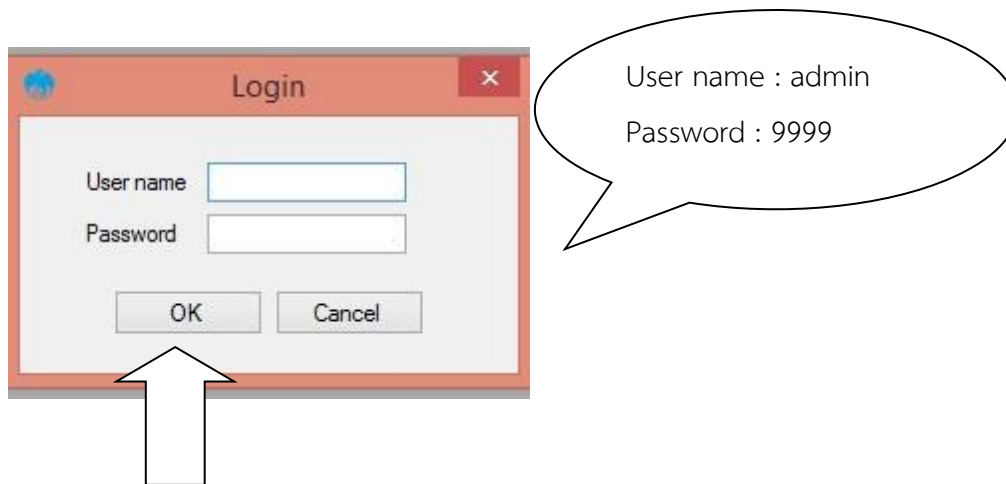 Login
User name
Password
OK Cancel
User name : admin
Password : 9999